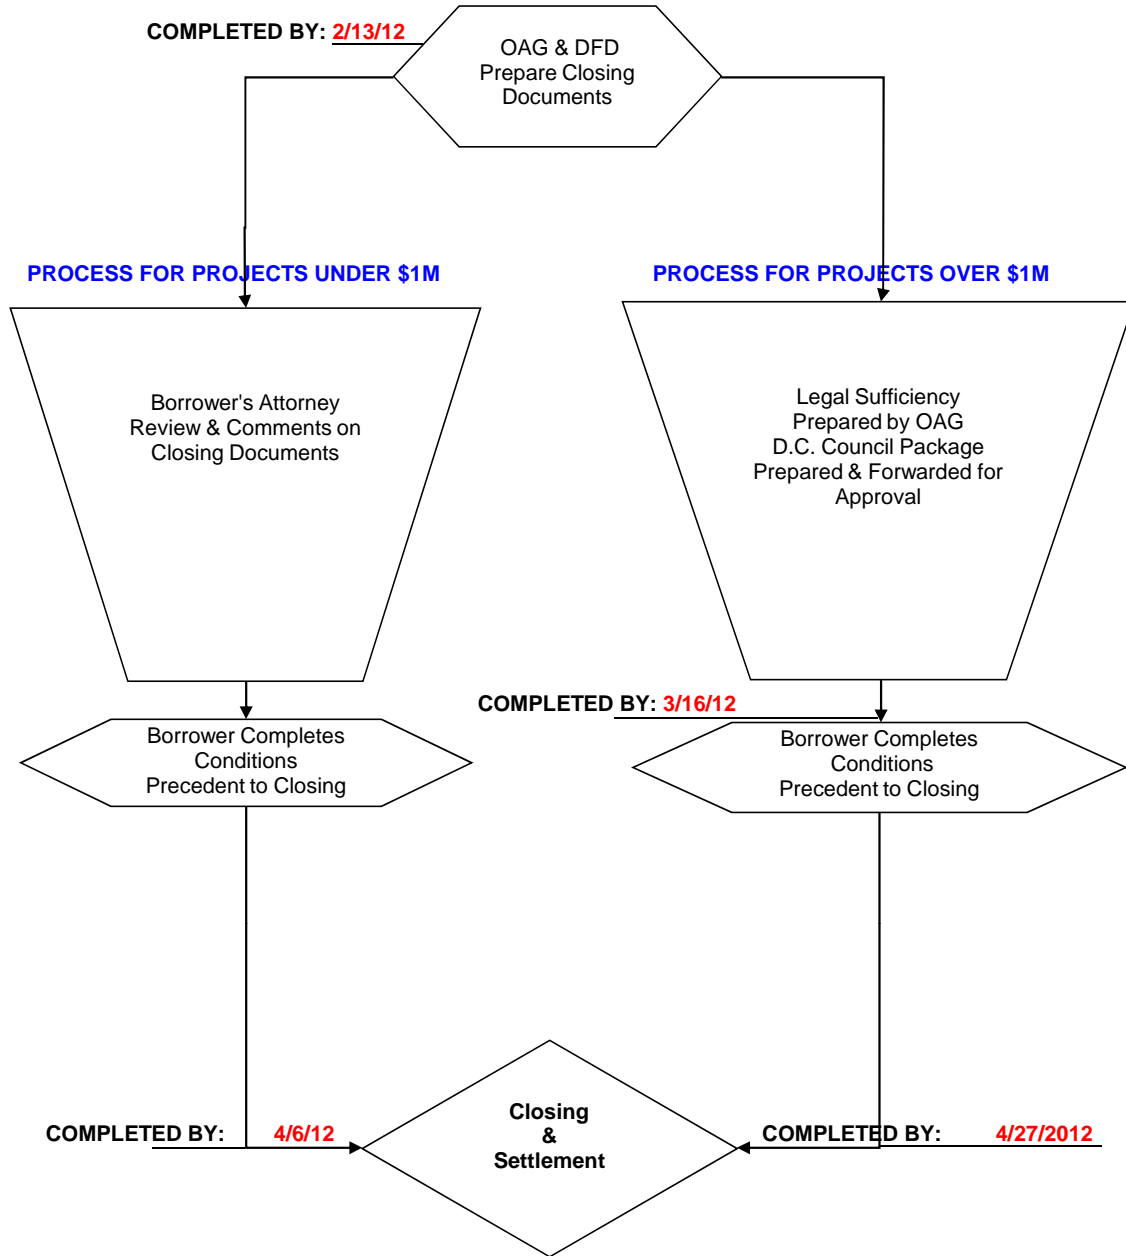 COMPLETED BY: 2/13/12
OAG & DFD
Prepare Closing
Documents
PROCESS FOR PROJECTS UNDER $1M
PROCESS FOR PROJECTS OVER $1M
Borrower's Attorney
Review & Comments on
Closing Documents
Legal Sufficiency
Prepared by OAG
D.C. Council Package
Prepared & Forwarded for
Approval
COMPLETED BY: 3/16/12
Borrower Completes
Conditions
Precedent to Closing
Borrower Completes
Conditions
Precedent to Closing
Closing
&
Settlement
COMPLETED BY: 4/6/12
COMPLETED BY: 4/27/2012